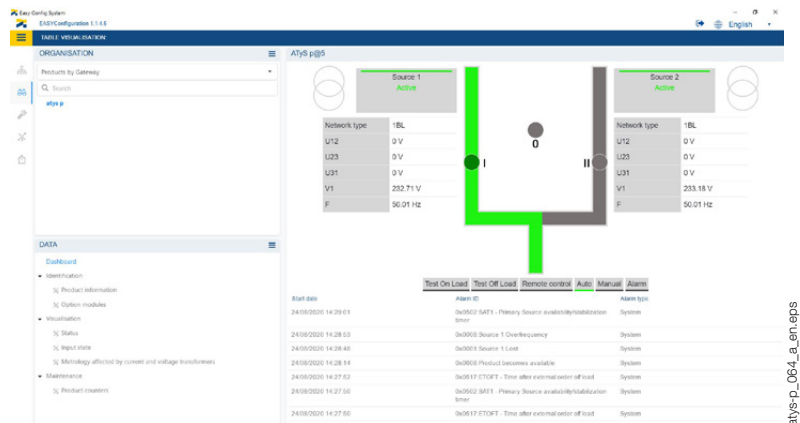 Easy Config System
EASYConfiguration 1.1.4.6
English
TABLE VISUALISATION:
ORGANISATION
ATyS p@5
Products by Gateway
Search
atys p
Source 1
Active
Source 2
Active
Network type 1BL
U12 0 V
U23 0 V
U31 0 V
V1 232.71 V
F 50.01 Hz
0
I
II
Network type 1BL
U12 0 V
U23 0 V
U31 0 V
V1 233.18 V
F 50.01 Hz
DATA
Dashboard
Identification
Product information
Option modules
Visualisation
Status
Input state
Metrology affected by current and voltage transformers
Maintenance
Product counters
Test On Load Test Off Load Remote control Auto Manual Alarm
Start date Alarm ID Alarm type
24/08/2020 14:29:01 0x0502 SAT1 - Primary Source availability/stabilization timer System
24/08/2020 14:28:53 0x0008 Source 1 Overfrequency System
24/08/2020 14:28:46 Source 1 Lost System
24/08/2020 14:28:14 Product becomes available System
24/08/2020 14:27:52 0x0517 ETOFT - Time after external order of load System
24/08/2020 14:27:50 0x0502 SAT1 - Primary Source availability/stabilization timer System
24/08/2020 14:27:50 0x0517 ETOFT - Time after external order of load System
atys-p_064_a_en.eps